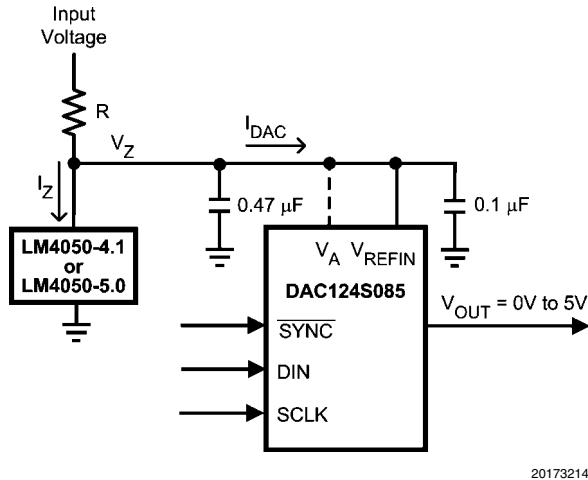 Input
Voltage
R
V_Z
I_DAC
I_Z
0.47 µF
0.1 µF
LM4050-4.1
or
LM4050-5.0
V_A V_REFIN
DAC124S085
SYNC
V_OUT = 0V to 5V
DIN
SCLK
20173214